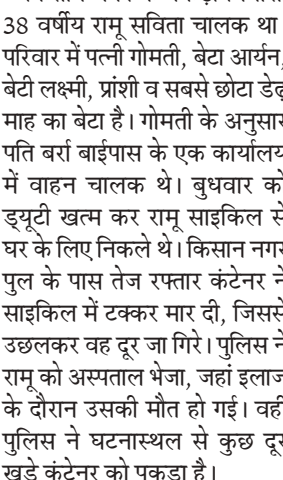 38 वर्षीय रामू सविता चालक था
परिवार में पत्नी गोमती, बेटा आर्यन,
बेटी लक्ष्मी, प्रांशी व सबसे छोटा डेढ़
माह का बेटा है। गोमती के अनुसार
पति बर्रा बाईपास के एक कार्यालय
में वाहन चालक थे। बुधवार को
ड्यूटी खत्म कर रामू साइकिल से
घर के लिए निकले थे। किसान नगर
पुल के पास तेज रफ्तार कंटेनर ने
साइकिल में टक्कर मार दी, जिससे
उछलकर वह दूर जा गिरे। पुलिस ने
रामू को अस्पताल भेजा, जहां इलाज
के दौरान उसकी मौत हो गई। वहीं
पुलिस ने घटनास्थल से कुछ दूर
खड़े कंटेनर को पकड़ा है।